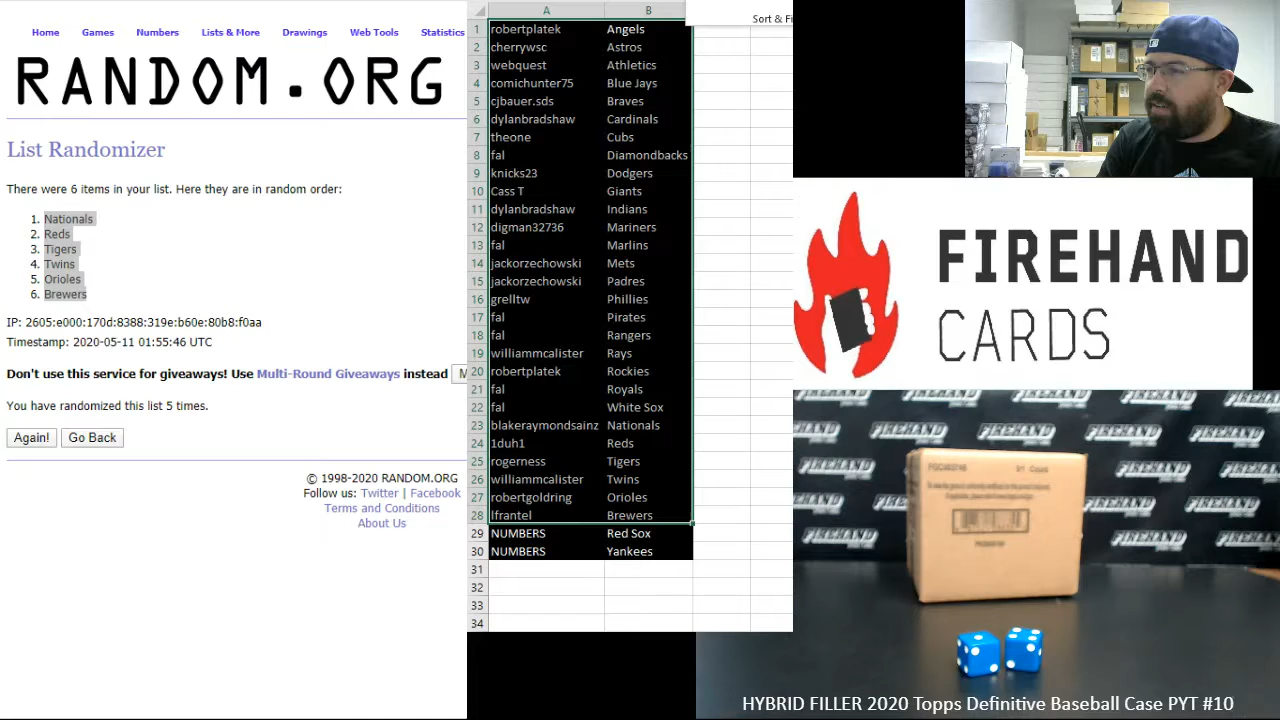 Home Games Numbers Lists & More Drawings Web Tools Statistics
RANDOM.ORG
List Randomizer
There were 6 items in your list. Here they are in random order:
1. Nationals
2. Reds
3. Tigers
4. Twins
5. Orioles
6. Brewers
IP: 2605:e000:170d:8388:319e:b60e:80b8:f0aa
Timestamp: 2020-05-11 01:55:46 UTC
Don't use this service for giveaways! Use Multi-Round Giveaways instead
You have randomized this list 5 times.
Again! Go Back
© 1998-2020 RANDOM.ORG
Follow us: Twitter | Facebook
Terms and Conditions
About Us
Sort & Fi
A B
1 robertplatek Angels
2 cherrywsc Astros
3 webquest Athletics
4 comichunter75 Blue Jays
5 cjbauer.sds Braves
6 dylanbradshaw Cardinals
7 theone Cubs
8 fal Diamondbacks
9 knicks23 Dodgers
10 Cass T Giants
11 dylanbradshaw Indians
12 digman32736 Mariners
13 fal Marlins
14 jackorzechowski Mets
15 jackorzechowski Padres
16 grelltw Phillies
17 fal Pirates
18 fal Rangers
19 williammcalister Rays
20 robertplatek Rockies
21 fal Royals
22 fal White Sox
23 blakeraymondsainz Nationals
24 1duh1 Reds
25 rogerness Tigers
26 williammcalister Twins
27 robertgoldring Orioles
28 lfrantel Brewers
29 NUMBERS Red Sox
30 NUMBERS Yankees
31
32
33
34
FIREHAND
CARDS
FIREHAND
FIREHAND
FIREHAND
FIREHAND
FIREHAND
FIREHAND
HYBRID FILLER 2020 Topps Definitive Baseball Case PYT #10